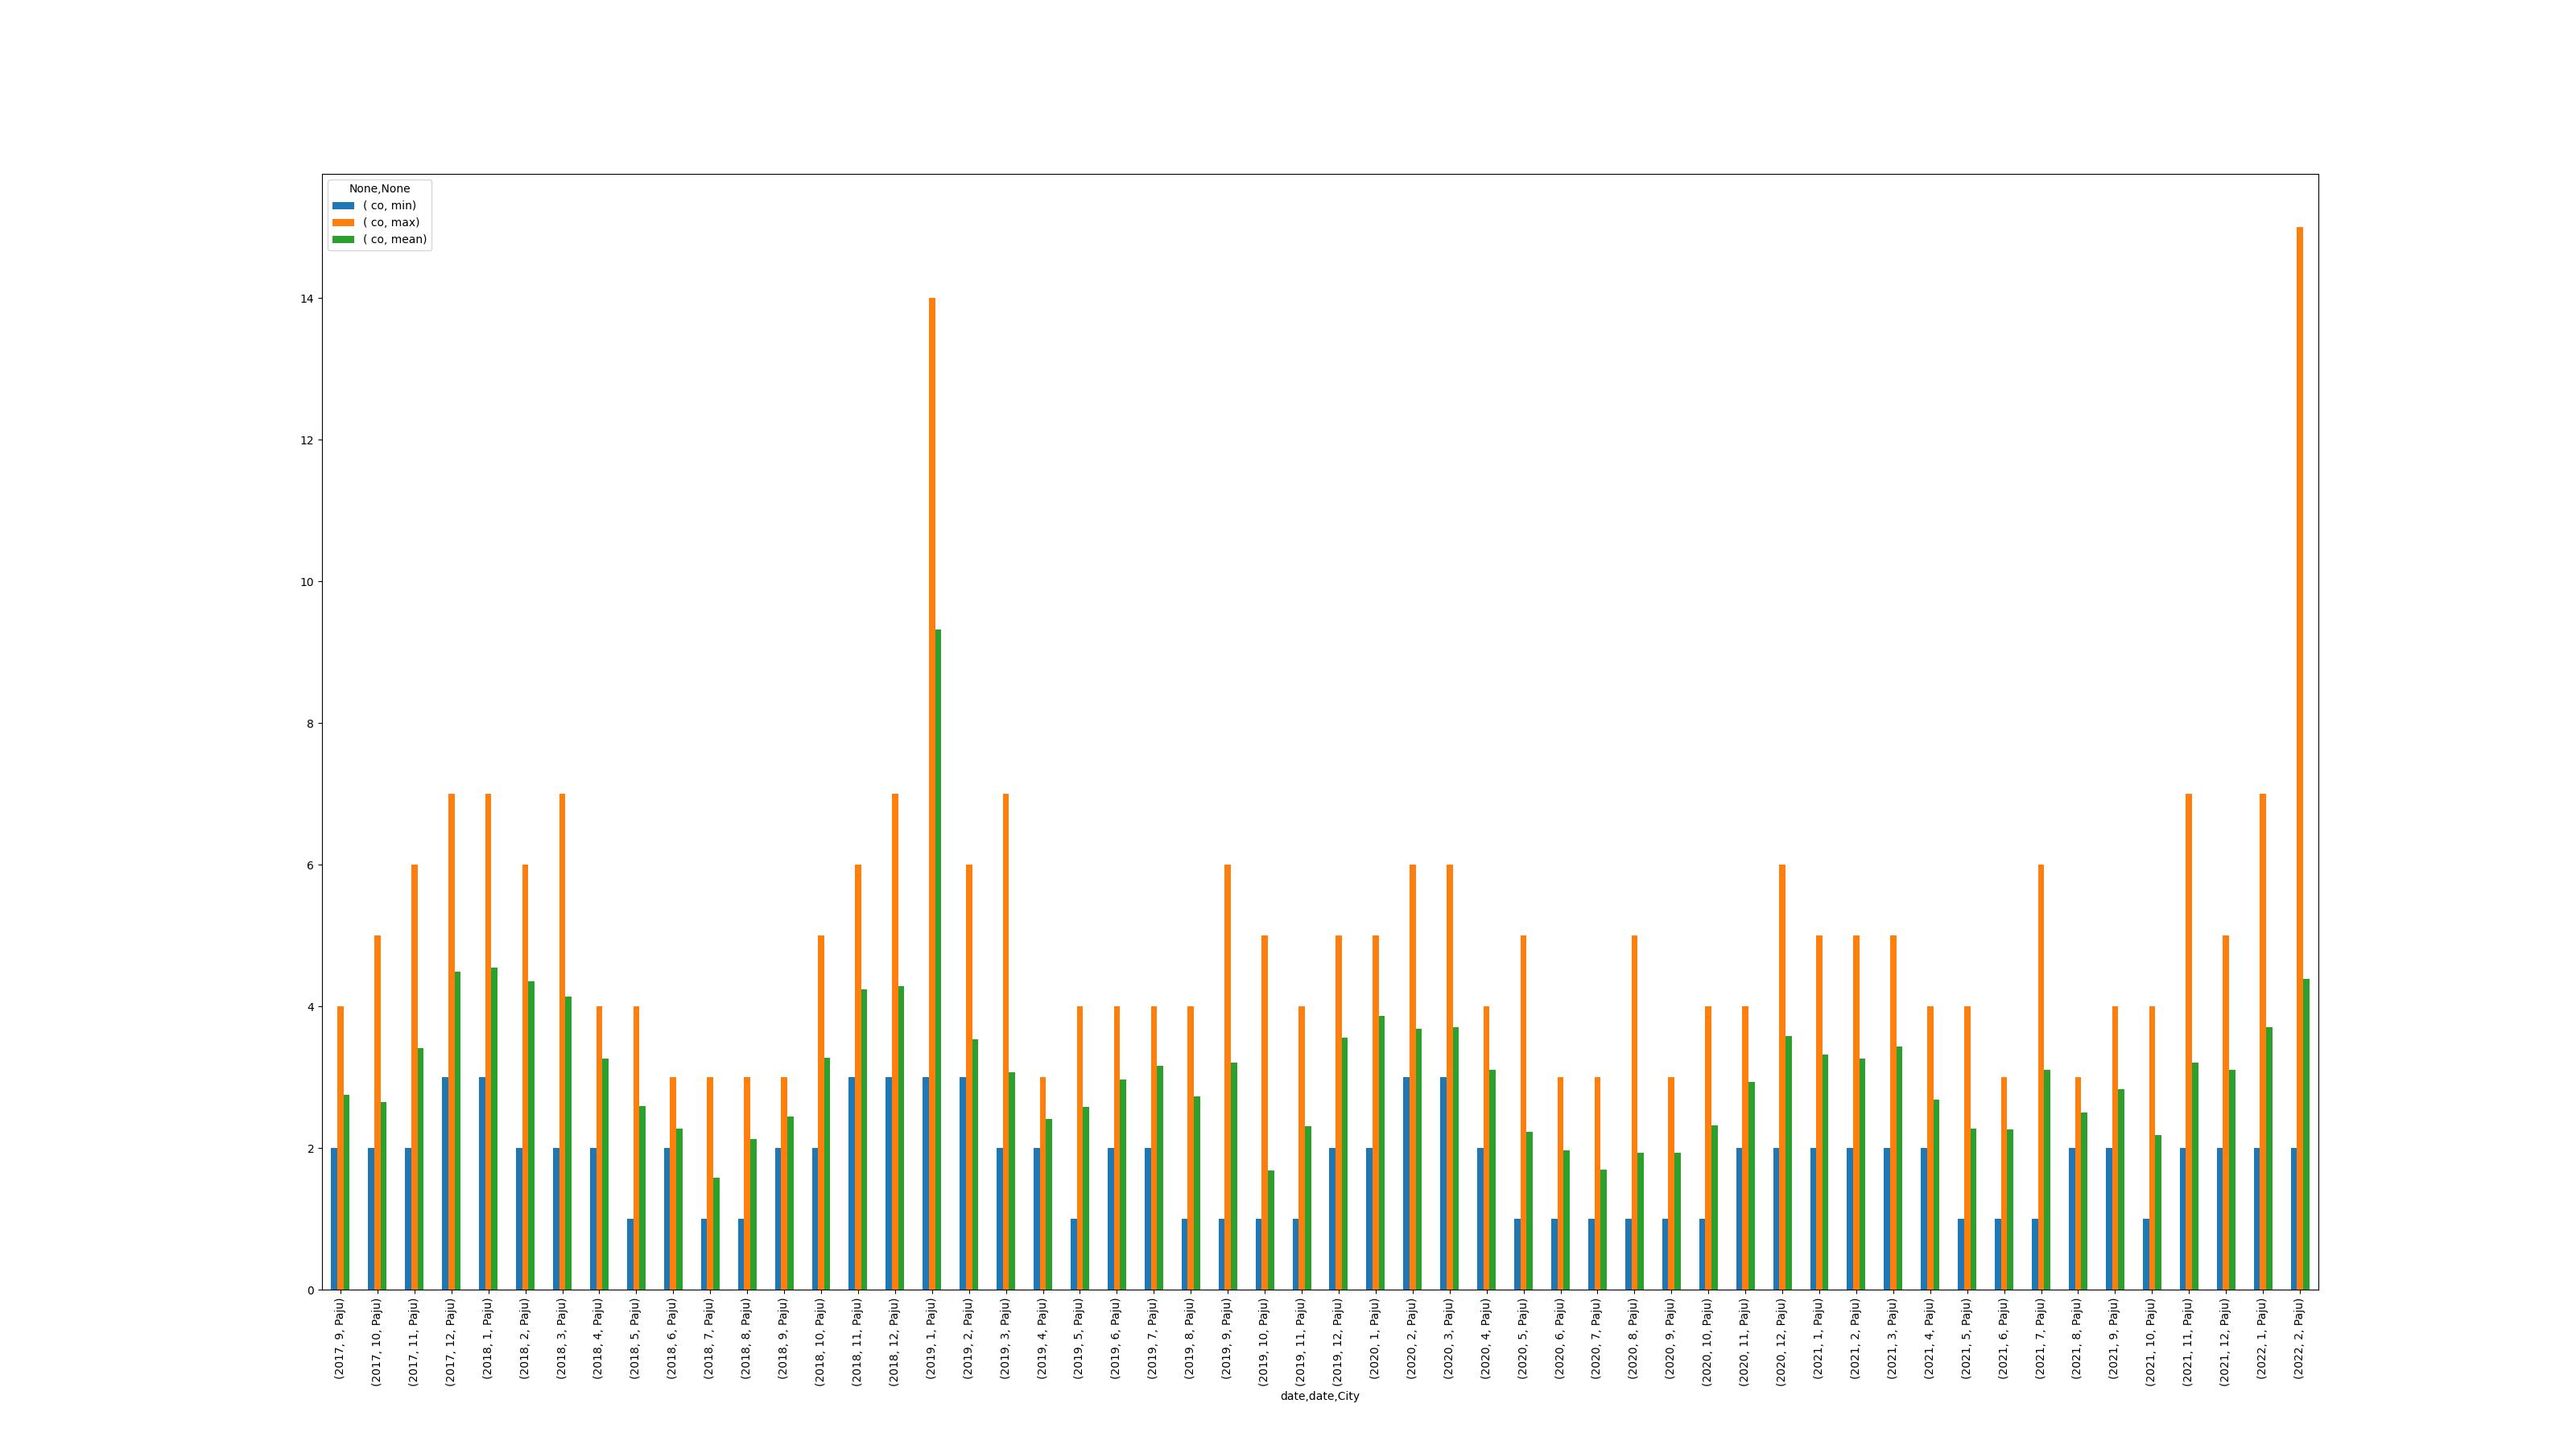 None,None
( co, min)
( co, max)
( co, mean)
14
12
10
8
6
4
2
0
(2017, 9, Paju)
(2017, 10, Paju)
(2017, 11, Paju)
(2017, 12, Paju)
(2018, 1, Paju)
(2018, 2, Paju)
(2018, 3, Paju)
(2018, 4, Paju)
(2018, 5, Paju)
(2018, 6, Paju)
(2018, 7, Paju)
(2018, 8, Paju)
(2018, 9, Paju)
(2018, 10, Paju)
(2018, 11, Paju)
(2018, 12, Paju)
(2019, 1, Paju)
(2019, 2, Paju)
(2019, 3, Paju)
(2019, 4, Paju)
(2019, 5, Paju)
(2019, 6, Paju)
(2019, 7, Paju)
(2019, 8, Paju)
(2019, 9, Paju)
(2019, 10, Paju)
(2019, 11, Paju)
(2019, 12, Paju)
(2020, 1, Paju)
(2020, 2, Paju)
(2020, 3, Paju)
(2020, 4, Paju)
(2020, 5, Paju)
(2020, 6, Paju)
(2020, 7, Paju)
(2020, 8, Paju)
(2020, 9, Paju)
(2020, 10, Paju)
(2020, 11, Paju)
(2020, 12, Paju)
(2021, 1, Paju)
(2021, 2, Paju)
(2021, 3, Paju)
(2021, 4, Paju)
(2021, 5, Paju)
(2021, 6, Paju)
(2021, 7, Paju)
(2021, 8, Paju)
(2021, 9, Paju)
(2021, 10, Paju)
(2021, 11, Paju)
(2021, 12, Paju)
(2022, 1, Paju)
(2022, 2, Paju)
date,date,City